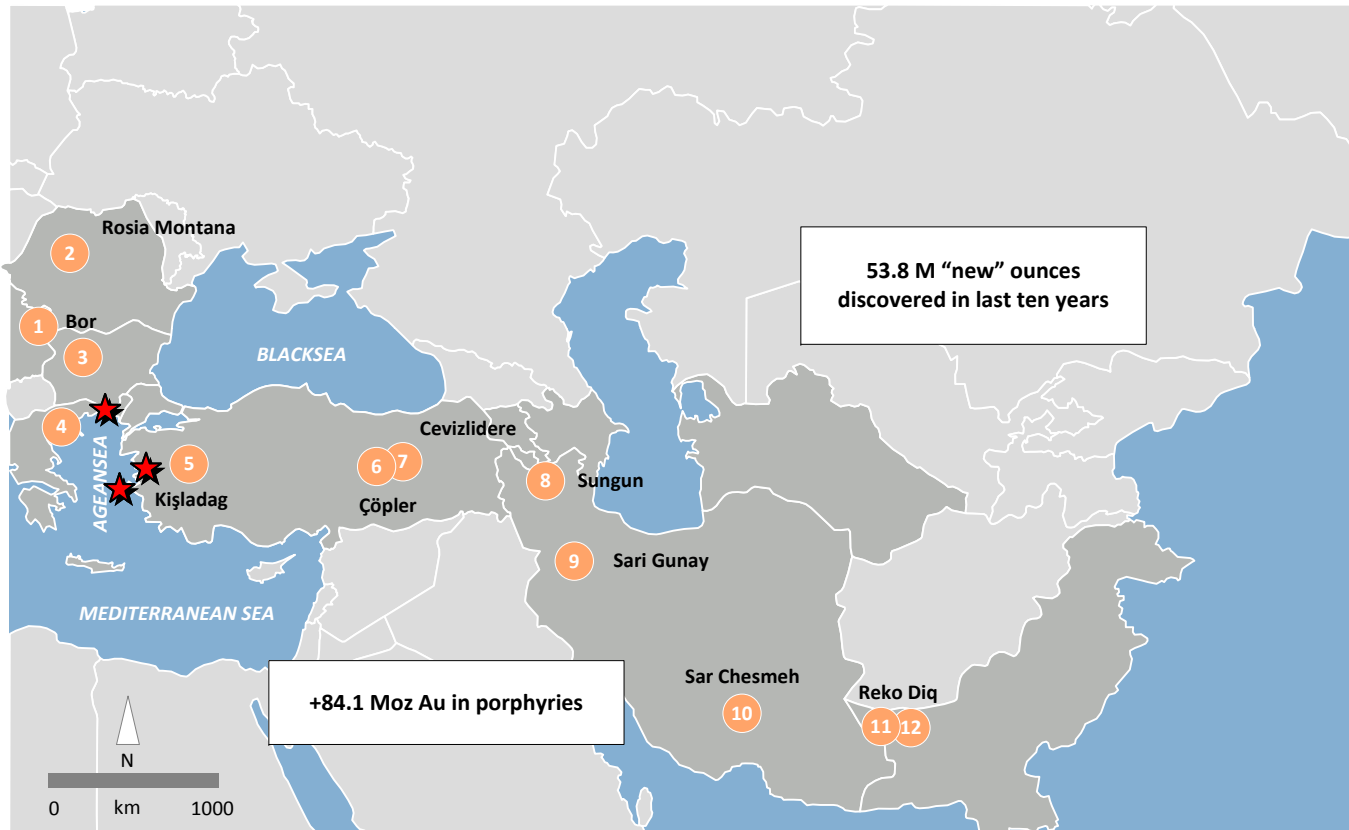 Rosia Montana
2
53.8 M “new” ounces
discovered in last ten years
1
Bor
3
BLACKSEA
4
AGEANSEA
Cevizlidere
5
6
7
8
Sungun
Kişladag
Çöpler
9
Sari Gunay
MEDITERRANEAN SEA
+84.1 Moz Au in porphyries
Sar Chesmeh
10
Reko Diq
11
12
N
0 km 1000